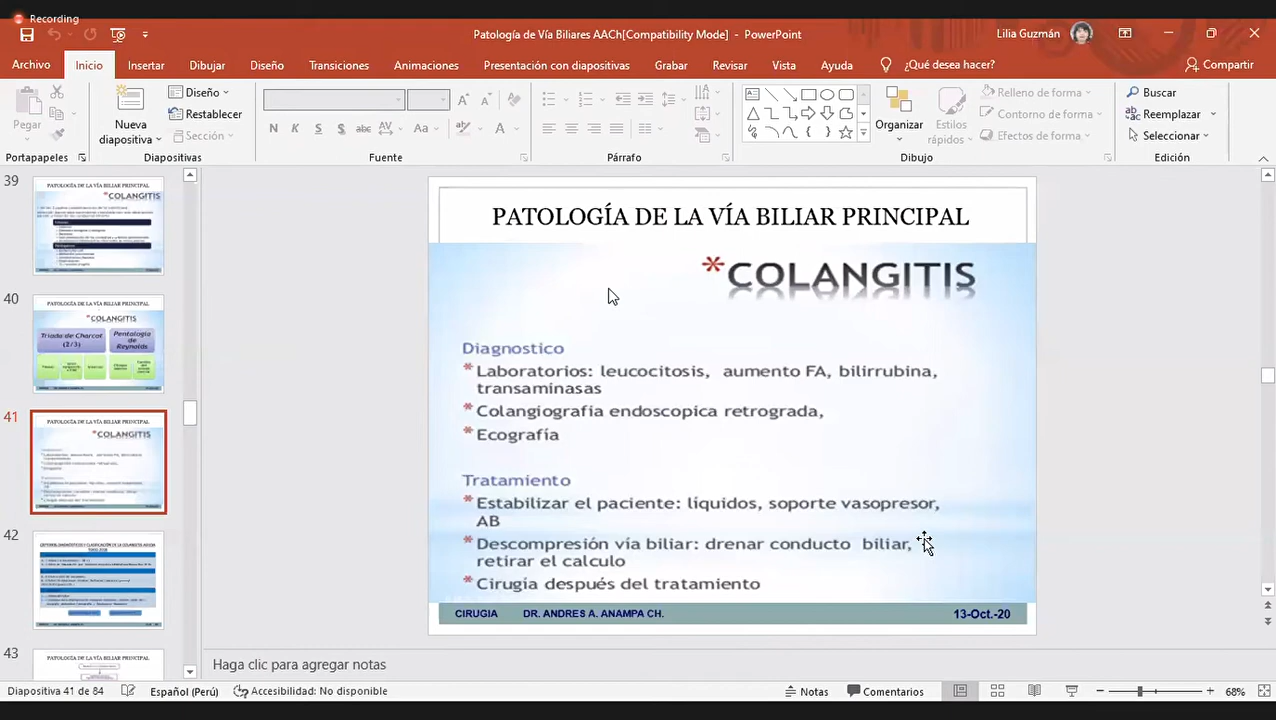 Recording
Patología de Vía Biliares AACh[Compatibility Mode] - PowerPoint
Lilia Guzmán
Archivo Inicio Insertar Dibujar Diseño Transiciones Animaciones Presentación con diapositivas Grabar Revisar Vista Ayuda ¿Qué desea hacer? Compartir
Pegar
Nueva diapositiva
Diseño
Restablecer
Sección
N K S abc AV Aa A
Organizar
Estilos rápidos
Relleno de forma
Contorno de forma
Efectos de forma
Buscar
Reemplazar
Seleccionar
Portapapeles Diapositivas Fuente Párrafo Dibujo Edición
39
PATOLOGÍA DE LA VÍA BILIAR PRINCIPAL
*COLANGITIS
40
PATOLOGÍA DE LA VÍA BILIAR PRINCIPAL
*COLANGITIS
Triada de Charcot (2/3)
Pentalogía de Reynolds
41
PATOLOGÍA DE LA VÍA BILIAR PRINCIPAL
*COLANGITIS
42
43
PATOLOGÍA DE LA VÍA BILIAR PRINCIPAL
PATOLOGÍA DE LA VÍA BILIAR PRINCIPAL
*COLANGITIS
Diagnostico
*Laboratorios: leucocitosis, aumento FA, bilirrubina,
transaminasas
*Colangiografia endoscopica retrograda,
*Ecografía
Tratamiento
Estabilizar el paciente: liquidos, soporte vasopresor,
AB
*Descompresión vía biliar: drenar biliar,
el calculo
cirugia después del
CIRUGIA DR. ANDRES A. ANAMPA CH. 13-Oct.-20
Haga clic para agregar notas
Diapositiva 41 de 84 Español (Perú) Accesibilidad: No disponible Notas Comentarios 68%